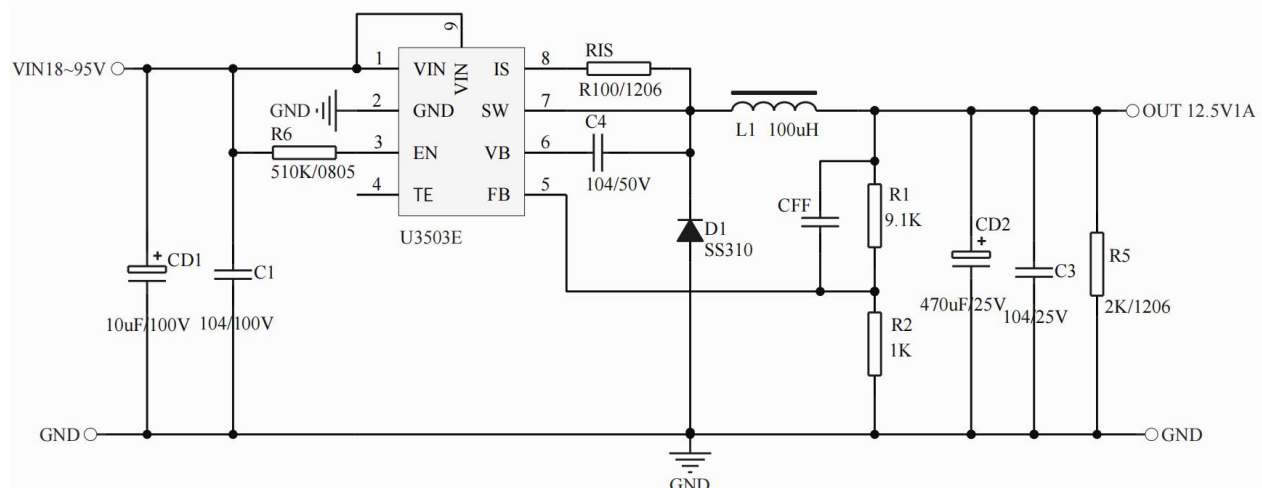 9
VIN18~95V
1
VIN
VIN
IS
8
RIS
R100/1206
GND
2
GND
SW
7
L1 100uH
OUT 12.5V1A
R6
510K/0805
3
EN
VB
6
C4
104/50V
4
TE
FB
5
U3503E
CFF
R1
9.1K
D1
SS310
CD1
10uF/100V
C1
104/100V
R2
1K
CD2
470uF/25V
C3
104/25V
R5
2K/1206
+
+
GND
GND
GND